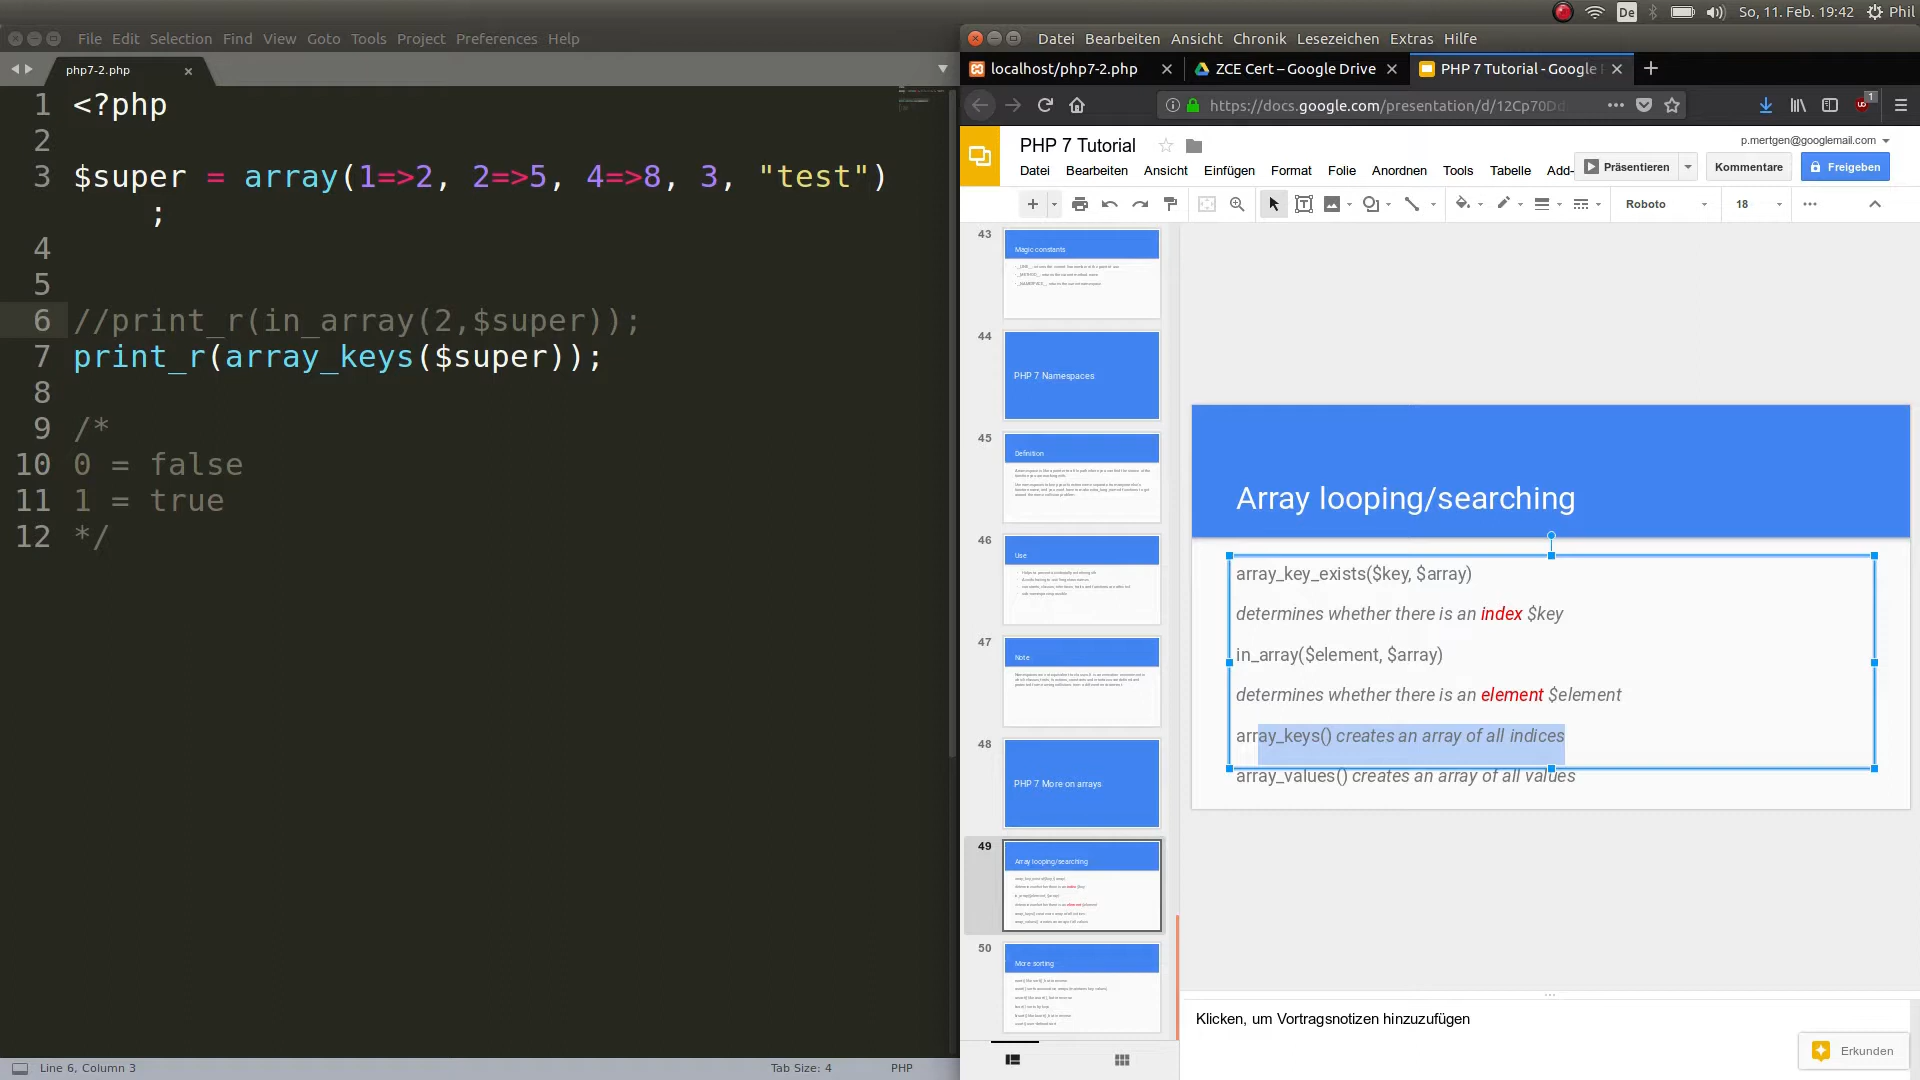 De So, 11. Feb. 19:42 Phil
File Edit Selection Find View Goto Tools Project Preferences Help
php7-2.php
1 <?php
2
3 $super = array(1=>2, 2=>5, 4=>8, 3, "test")
;
4
5
6 //print_r(in_array(2,$super));
7 print_r(array_keys($super));
8
9 /*
10 0 = false
11 1 = true
12 */
Line 6, Column 3 Tab Size: 4 PHP
Datei Bearbeiten Ansicht Chronik Lesezeichen Extras Hilfe
localhost/php7-2.php ZCE Cert – Google Drive PHP 7 Tutorial - Google
https://docs.google.com/presentation/d/12Cp70Dd
1
PHP 7 Tutorial
p.mertgen@googlemail.com
Datei Bearbeiten Ansicht Einfügen Format Folie Anordnen Tools Tabelle Add-
Präsentieren Kommentare Freigeben
Roboto 18
43
Magic constants
44
PHP 7 Namespaces
45
Definition
46
Use
47
Note
48
PHP 7 More on arrays
49
Array looping/searching
50
More sorting
Array looping/searching
array_key_exists($key, $array)
determines whether there is an index $key
in_array($element, $array)
determines whether there is an element $element
array_keys() creates an array of all indices
array_values() creates an array of all values
Klicken, um Vortragsnotizen hinzuzufügen
Erkunden